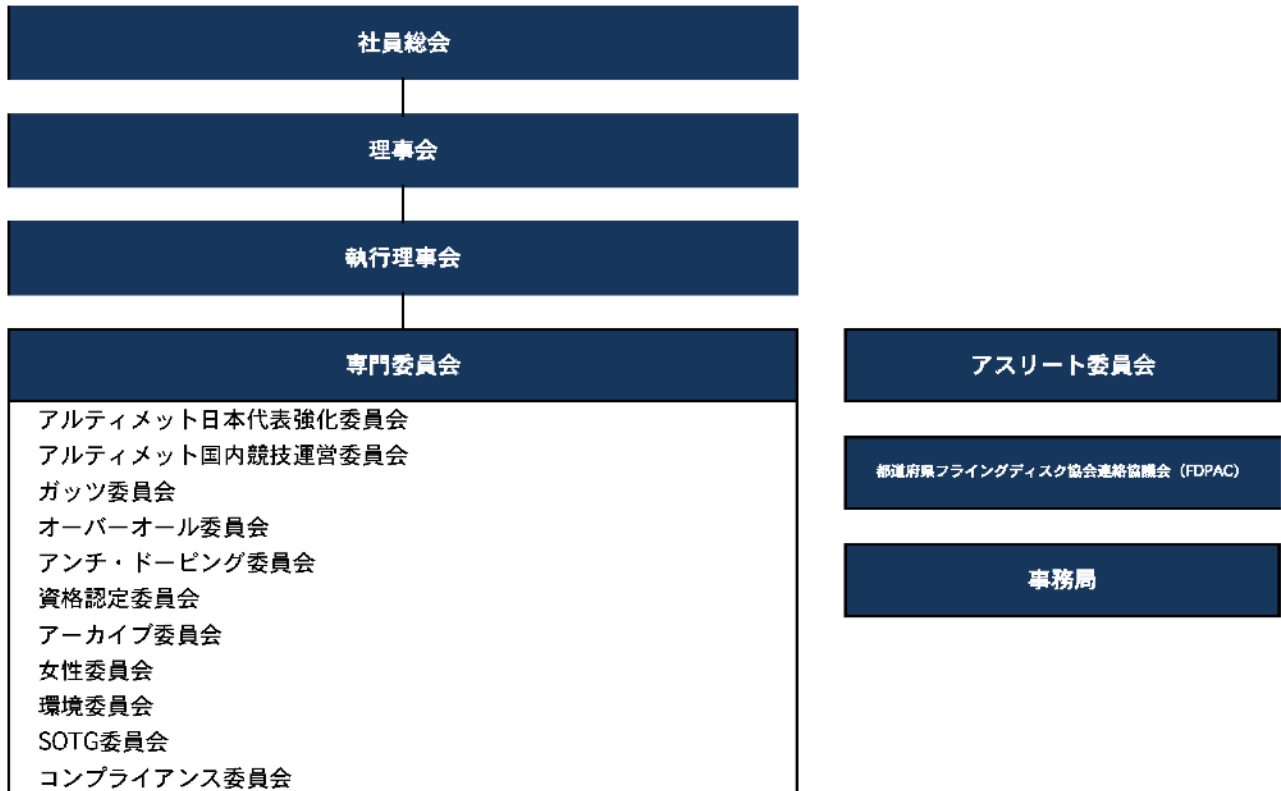 社員総会
理事会
執行理事会
専門委員会
アルティメット日本代表強化委員会
アルティメット国内競技運営委員会
ガッツ委員会
オーバーオール委員会
アンチ・ドーピング委員会
資格認定委員会
アーカイブ委員会
女性委員会
環境委員会
SOTG委員会
コンプライアンス委員会
アスリート委員会
都道府県フライングディスク協会連絡協議会（FDPAC）
事務局